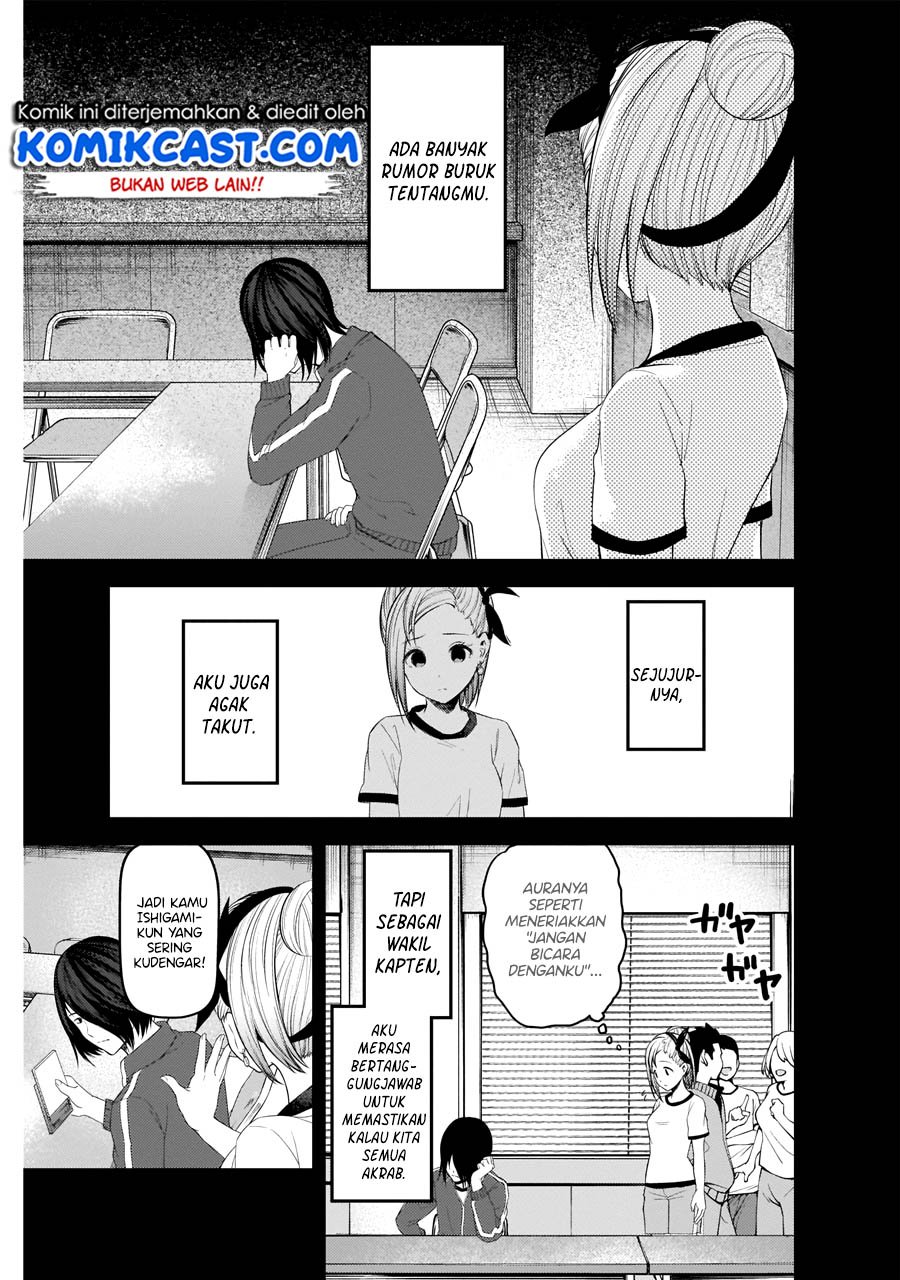 Komik ini diterjemahkan & diedit oleh
KOMIKCAST.COM
BUKAN WEB LAIN!!
ADA BANYAK
RUMOR BURUK
TENTANGMU.
SEJUJUR-
NYA,
AKU JUGA
AGAK
TAKUT.
AURANYA
SEPERTI
MENERIAKKAN
"JANGAN
BICARA
DENGANKU"...
ガヤ
ガヤ
TAPI
SEBAGAI
WAKIL
KAPTEN,
AKU
MERASA
BERTANG-
GUNGJAWAB
UNTUK
MEMASTIKAN
KALAU KITA
SEMUA
AKRAB.
JADI KAMU
ISHIGAMI-
KUN YANG
SERING
KUDENGAR!